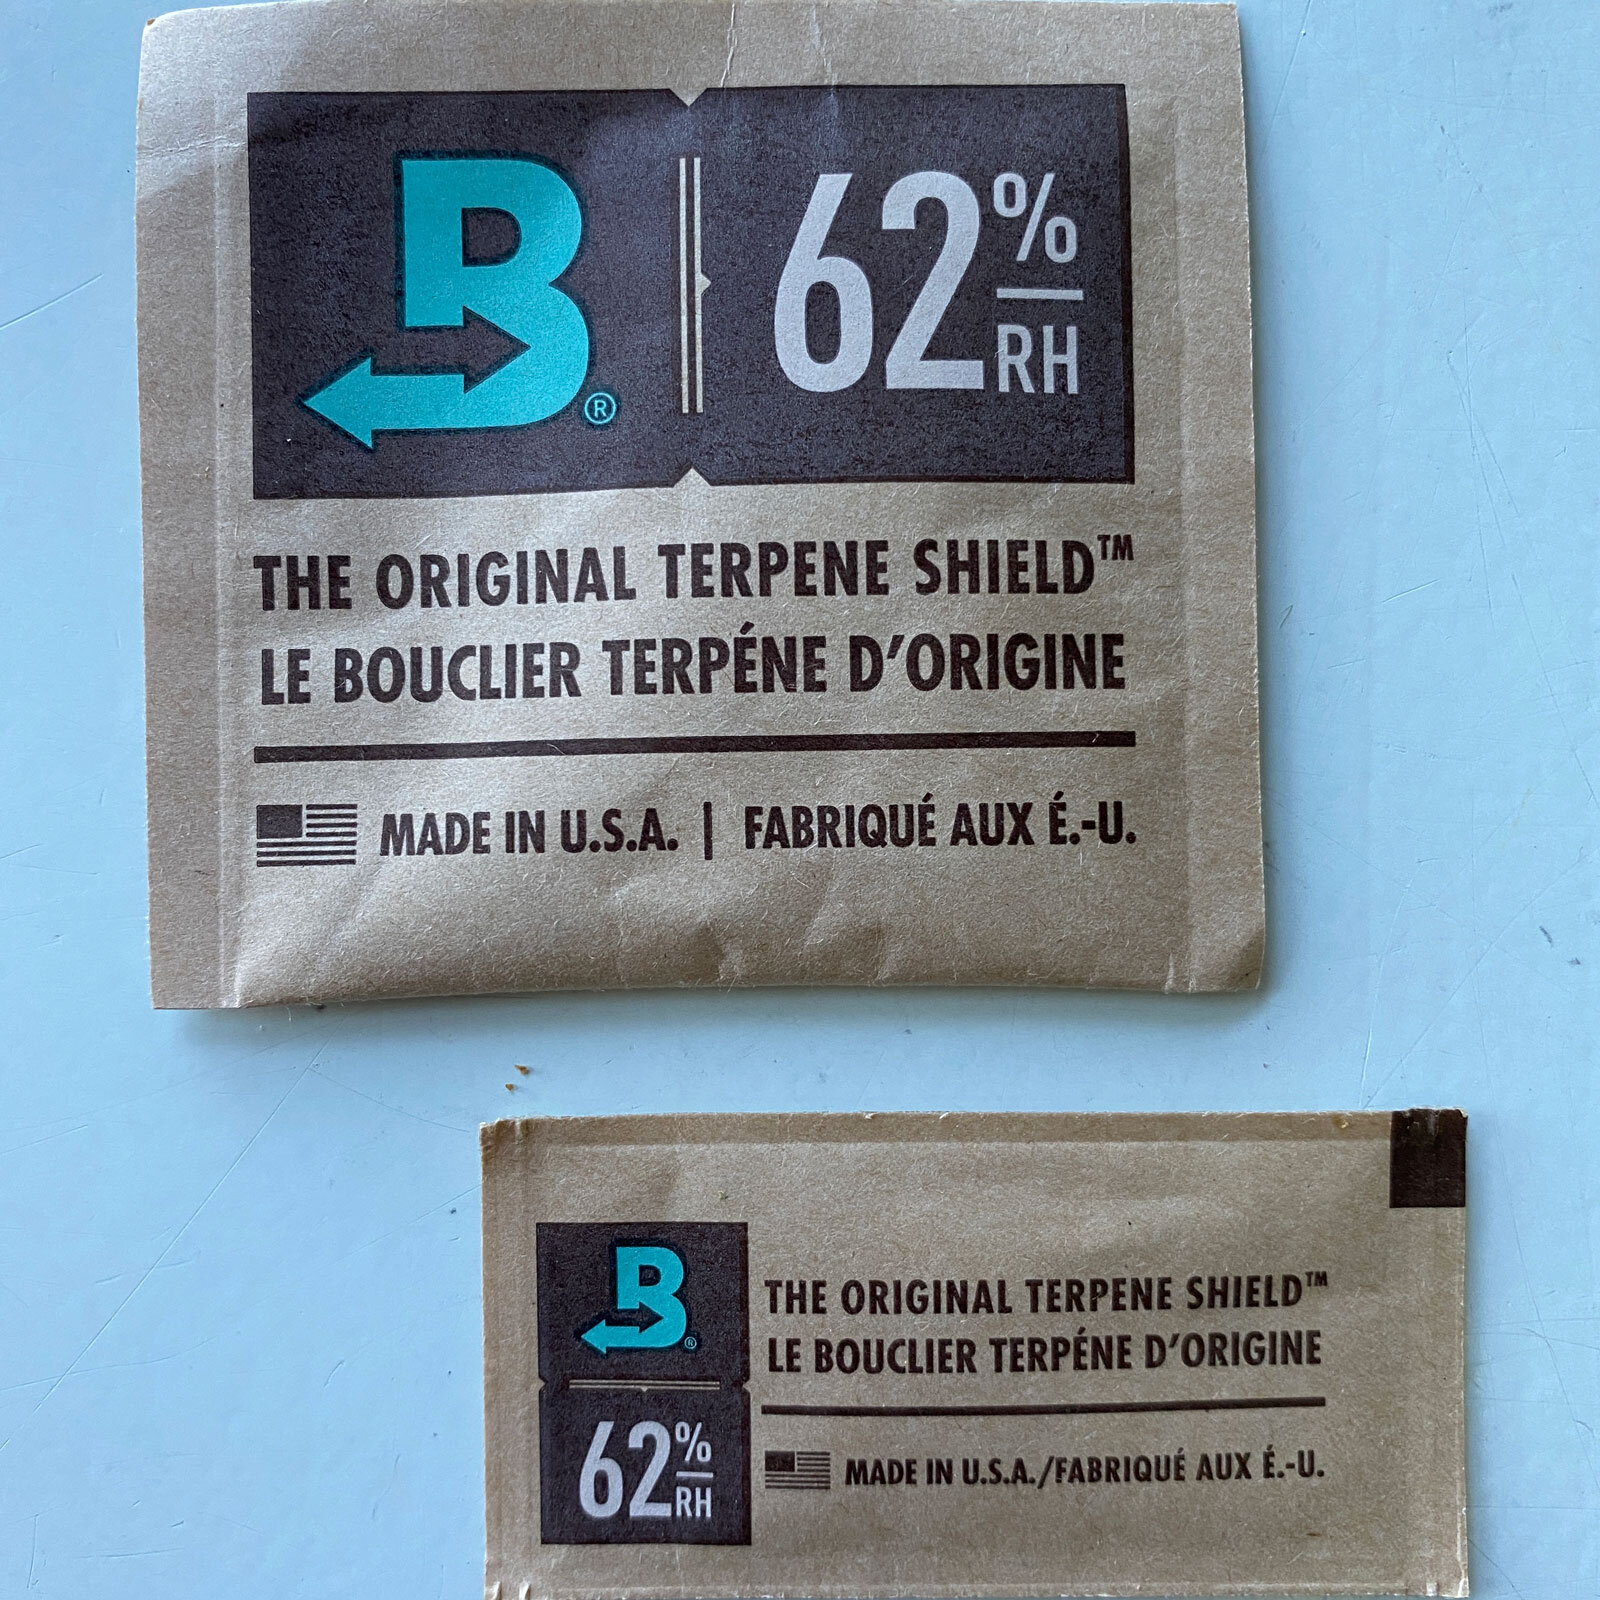 B® 62% RH
THE ORIGINAL TERPENE SHIELD™
LE BOUCLIER TERPÉNE D'ORIGINE
MADE IN U.S.A. | FABRIQUÉ AUX É.-U.
B®
62% RH
THE ORIGINAL TERPENE SHIELD™
LE BOUCLIER TERPÉNE D'ORIGINE
MADE IN U.S.A./FABRIQUÉ AUX É.-U.